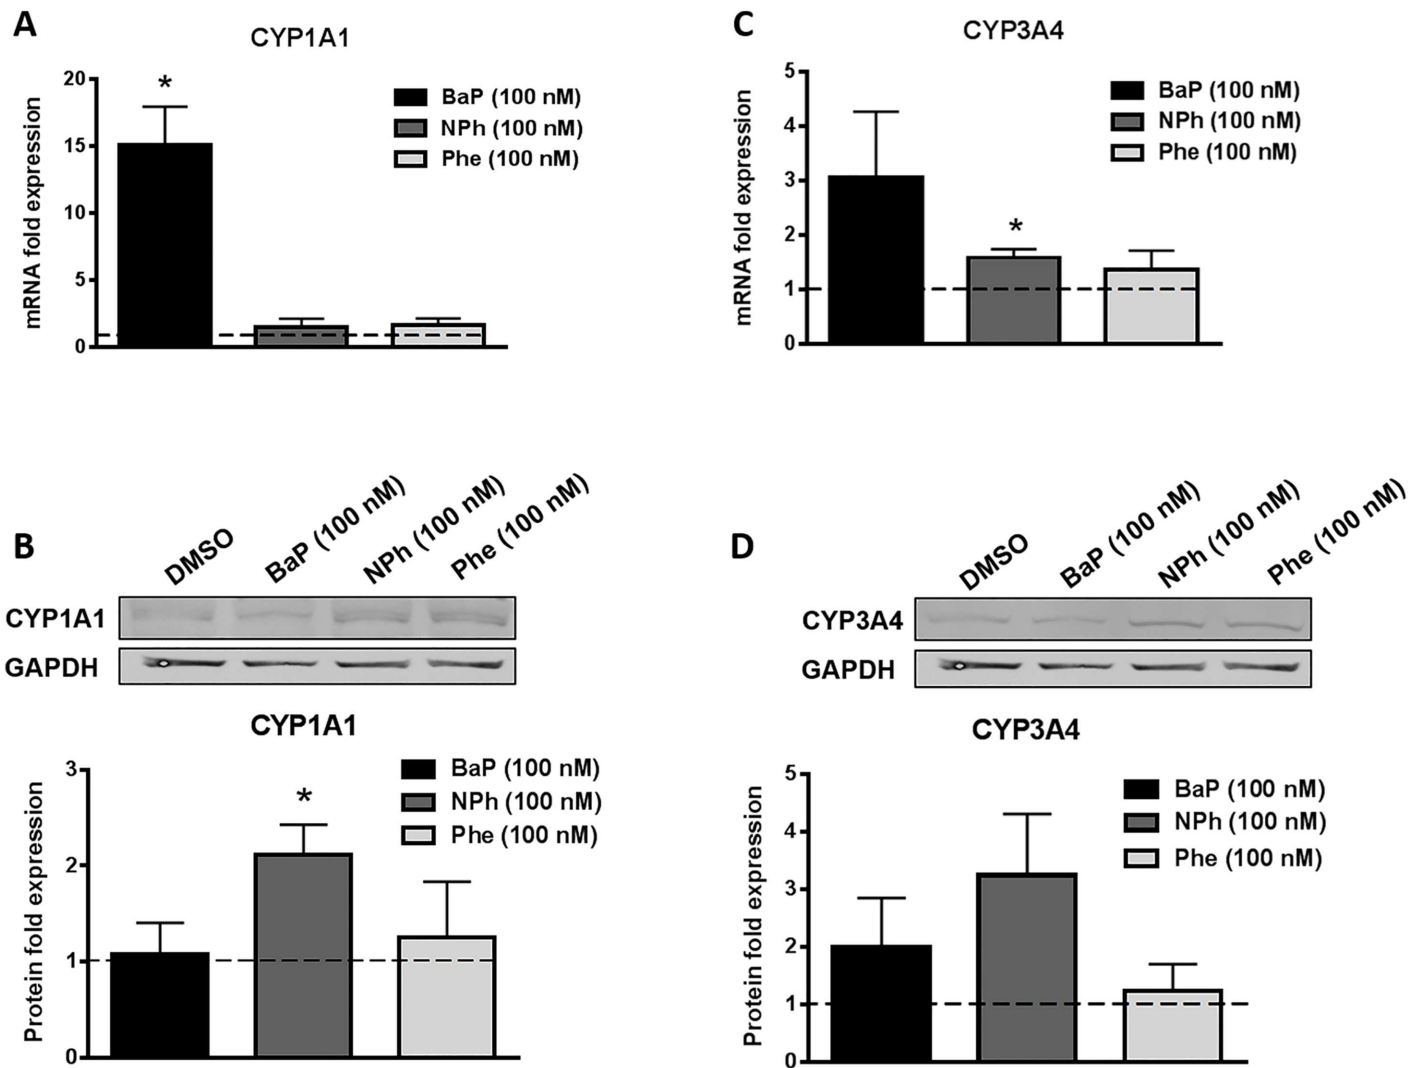 A
CYP1A1
mRNA fold expression
20
15
10
5
0
*
BaP (100 nM)
NPh (100 nM)
Phe (100 nM)
C
CYP3A4
mRNA fold expression
5
4
3
2
1
0
*
BaP (100 nM)
NPh (100 nM)
Phe (100 nM)
B
DMSO
BaP (100 nM)
NPh (100 nM)
Phe (100 nM)
CYP1A1
GAPDH
CYP1A1
Protein fold expression
3
2
1
0
*
BaP (100 nM)
NPh (100 nM)
Phe (100 nM)
D
DMSO
BaP (100 nM)
NPh (100 nM)
Phe (100 nM)
CYP3A4
GAPDH
CYP3A4
Protein fold expression
5
4
3
2
1
0
BaP (100 nM)
NPh (100 nM)
Phe (100 nM)